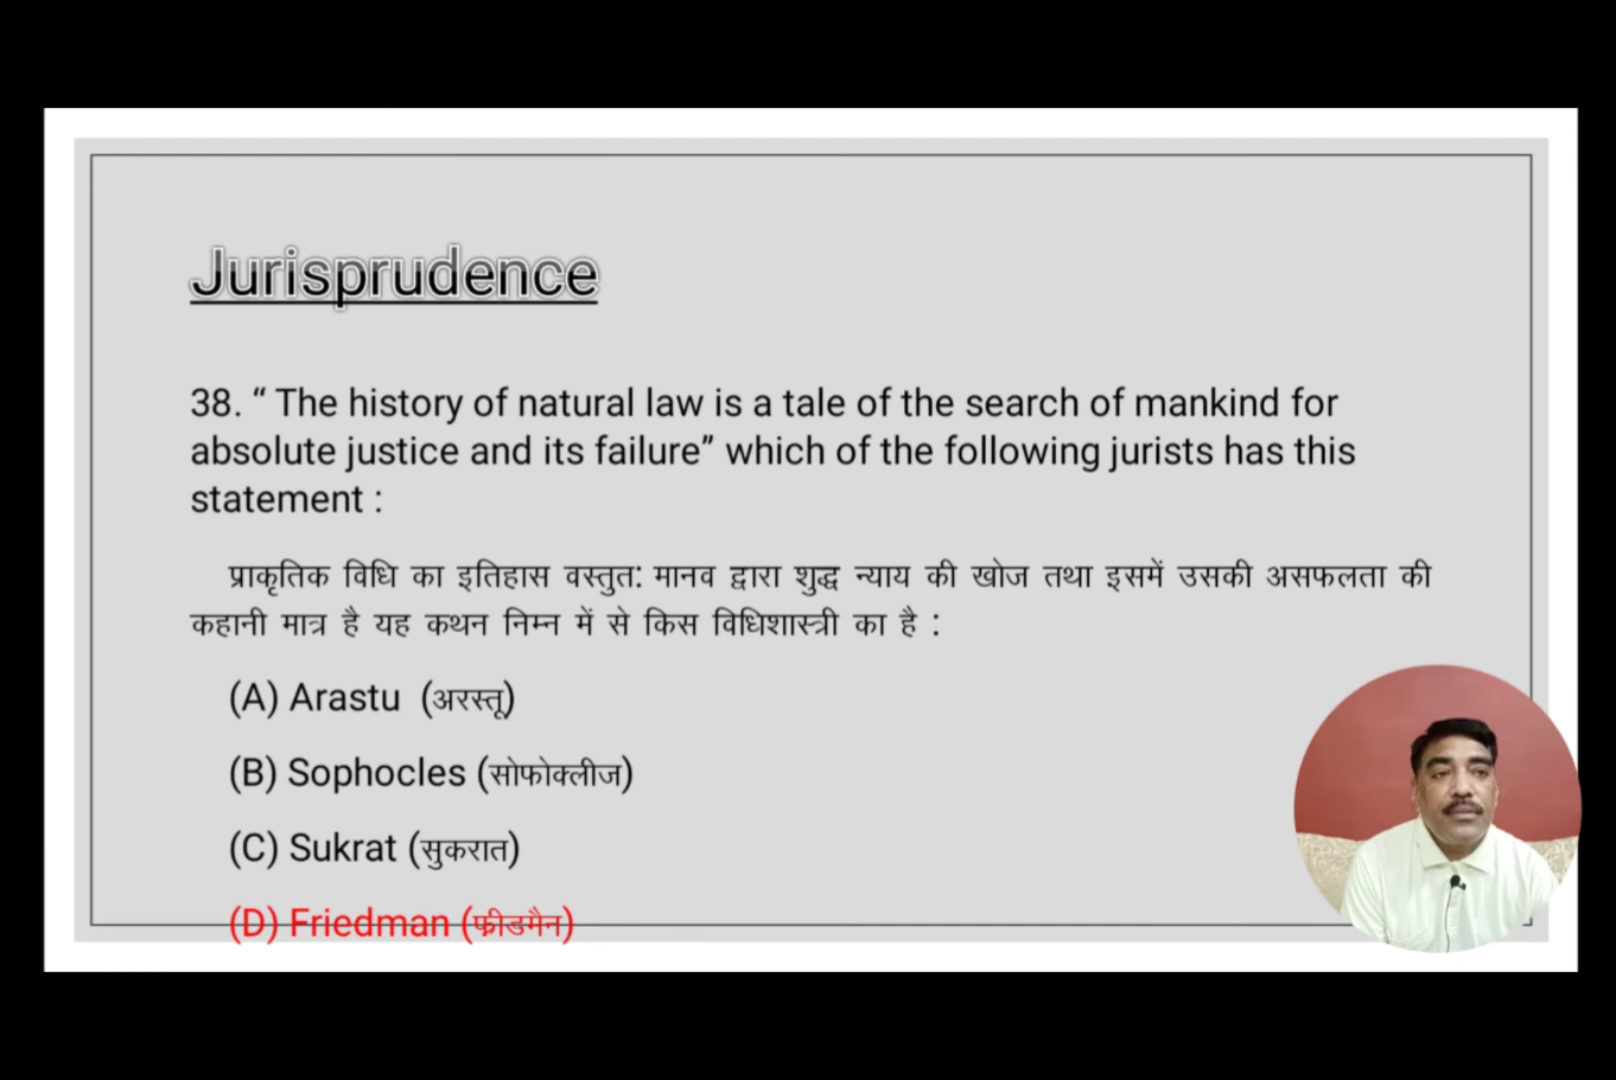 Jurisprudence
38. “ The history of natural law is a tale of the search of mankind for
absolute justice and its failure” which of the following jurists has this
statement :
प्राकृतिक विधि का इतिहास वस्तुत: मानव द्वारा शुद्ध न्याय की खोज तथा इसमें उसकी असफलता की
कहानी मात्र है यह कथन निम्न में से किस विधिशास्त्री का है :
(A) Arastu (अरस्तू)
(B) Sophocles (सोफोक्लीज)
(C) Sukrat (सुकरात)
(D) Friedman (फ्रीडमैन)